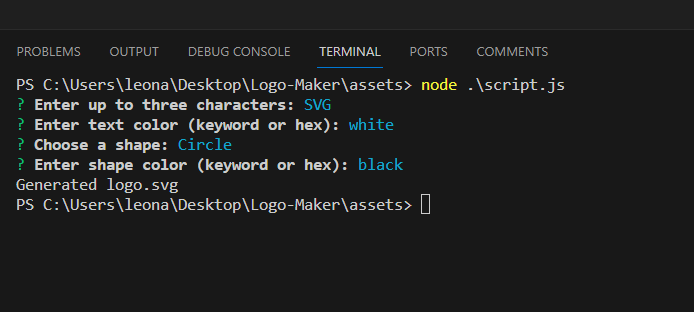 PROBLEMS OUTPUT DEBUG CONSOLE TERMINAL PORTS COMMENTS
PS C:\Users\leona\Desktop\Logo-Maker\assets> node .\script.js
? Enter up to three characters: SVG
? Enter text color (keyword or hex): white
? Choose a shape: Circle
? Enter shape color (keyword or hex): black
Generated logo.svg
PS C:\Users\leona\Desktop\Logo-Maker\assets>